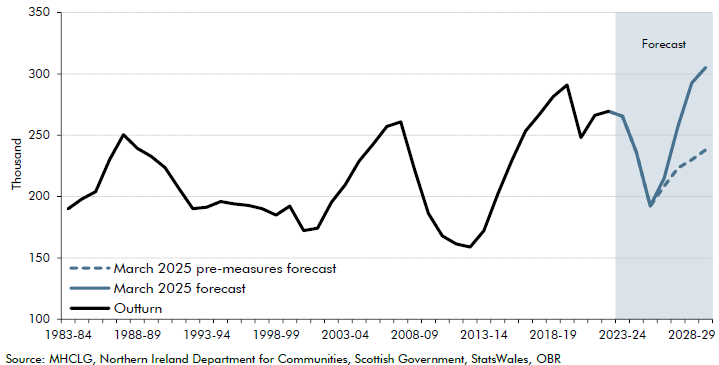 350
300
250
200
150
100
Thousand
Forecast
March 2025 pre-measures forecast
March 2025 forecast
Outturn
1983-84 1988-89 1993-94 1998-99 2003-04 2008-09 2013-14 2018-19 2023-24 2028-29
Source: MHCLG, Northern Ireland Department for Communities, Scottish Government, StatsWales, OBR